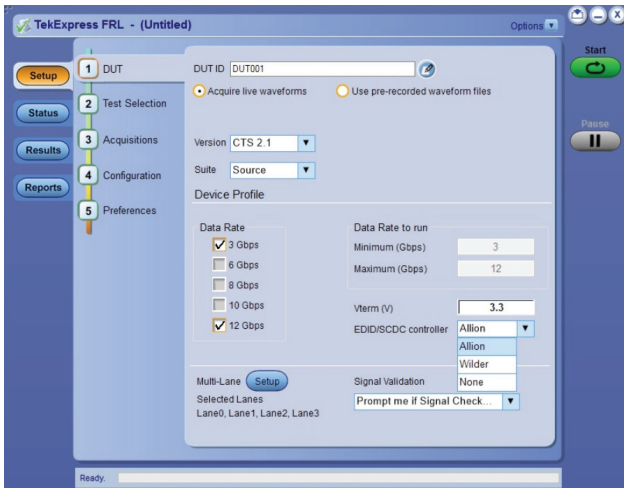 TekExpress FRL - (Untitled)
Options
Start
Setup
Status
Results
Reports
Pause
1 DUT
2 Test Selection
3 Acquisitions
4 Configuration
5 Preferences
DUT ID DUT001
Acquire live waveforms
Use pre-recorded waveform files
Version CTS 2.1
Suite Source
Device Profile
Data Rate
3 Gbps
6 Gbps
8 Gbps
10 Gbps
12 Gbps
Data Rate to run
Minimum (Gbps) 3
Maximum (Gbps) 12
Vterm (V) 3.3
EDID/SCDC controller Allion
Allion
Wilder
None
Multi-Lane Setup
Selected Lanes
Lane0, Lane1, Lane2, Lane3
Signal Validation
Prompt me if Signal Check...
Ready.